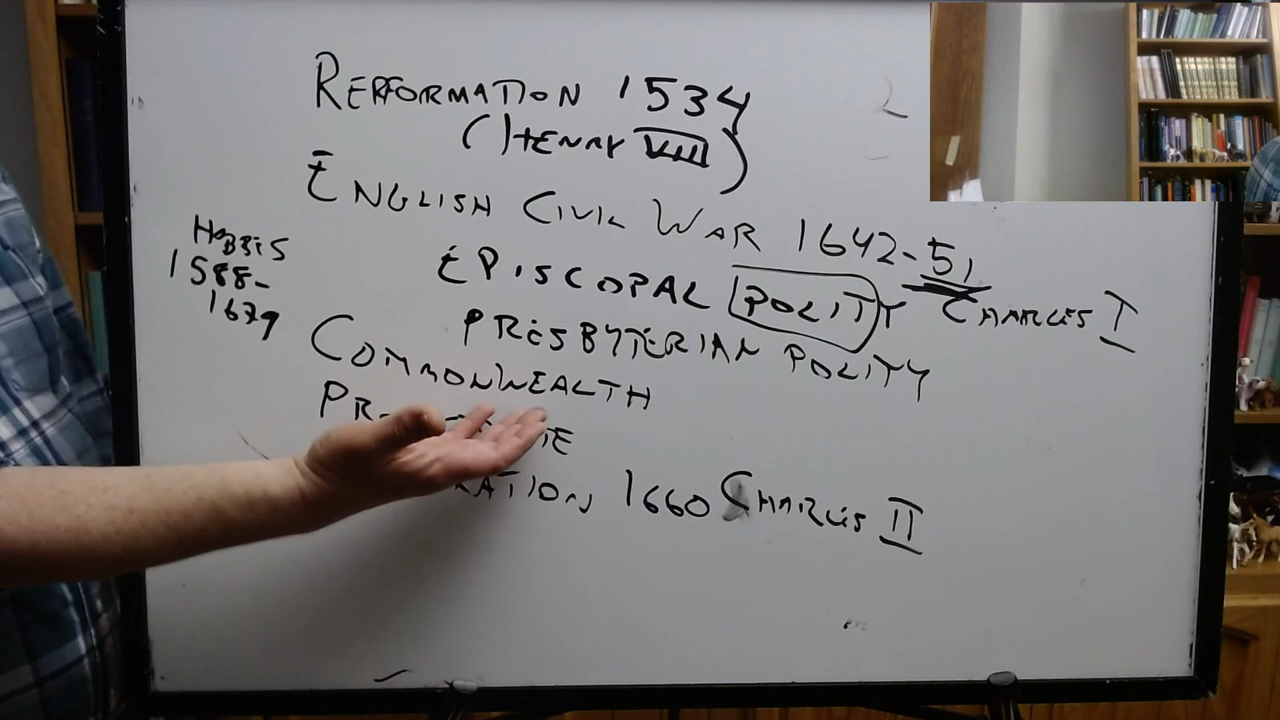 RERFORMATION 1534
(HENRY VIII)
ENGLISH CIVIL WAR 1642-51
HOBBES
1588-
1679
EPISCOPAL POLITY CHARLES I
PRESBYTERIAN POLITY
COMMONWEALTH
1660 CHARLES II